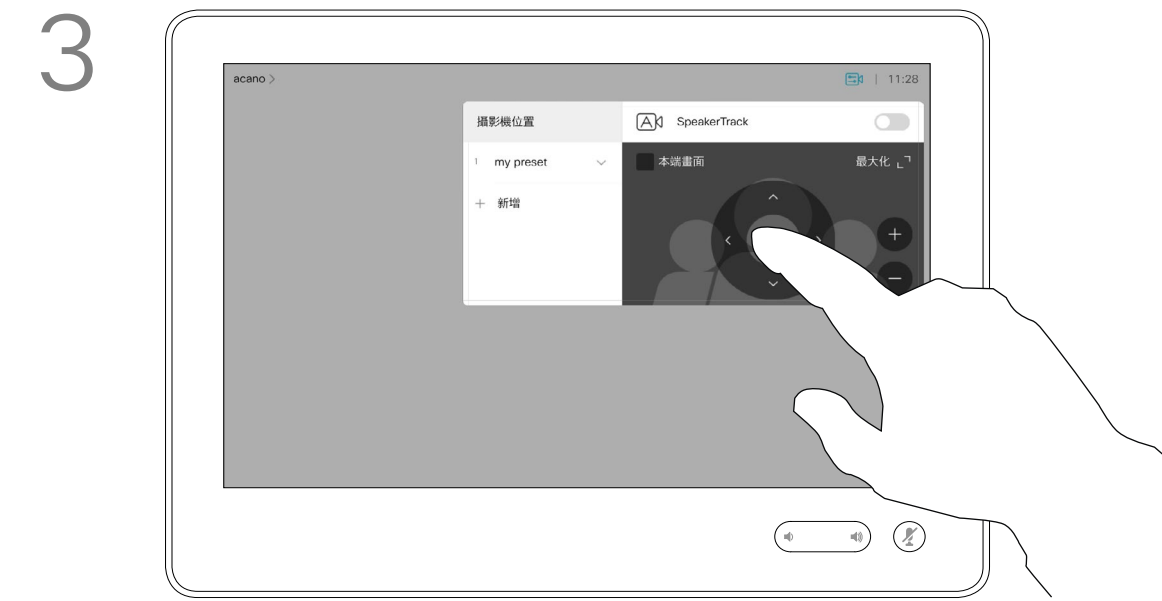 3
acano >
11:28
攝影機位置
A SpeakerTrack
1 my preset
本端畫面 最大化
+ 新增